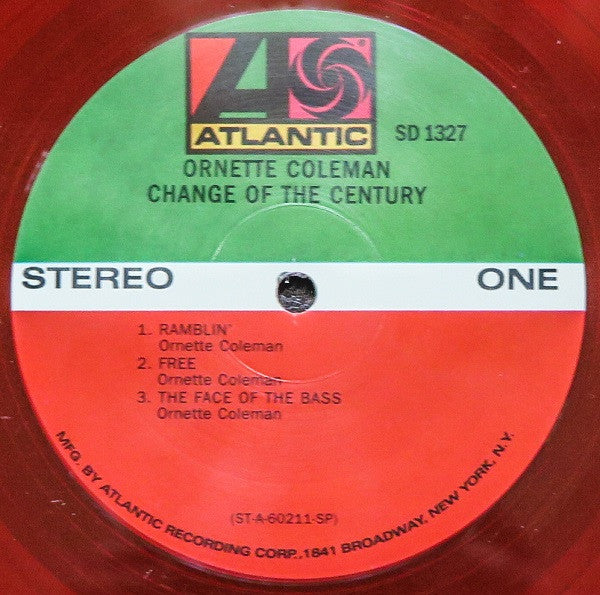 ATLANTIC
SD 1327
ORNETTE COLEMAN
CHANGE OF THE CENTURY
STEREO
ONE
1. RAMBLIN'
Ornette Coleman
2. FREE
Ornette Coleman
3. THE FACE OF THE BASS
Ornette Coleman
(ST-A-60211-SP)
MFG. BY ATLANTIC RECORDING CORP., 1841 BROADWAY, NEW YORK, N.Y.